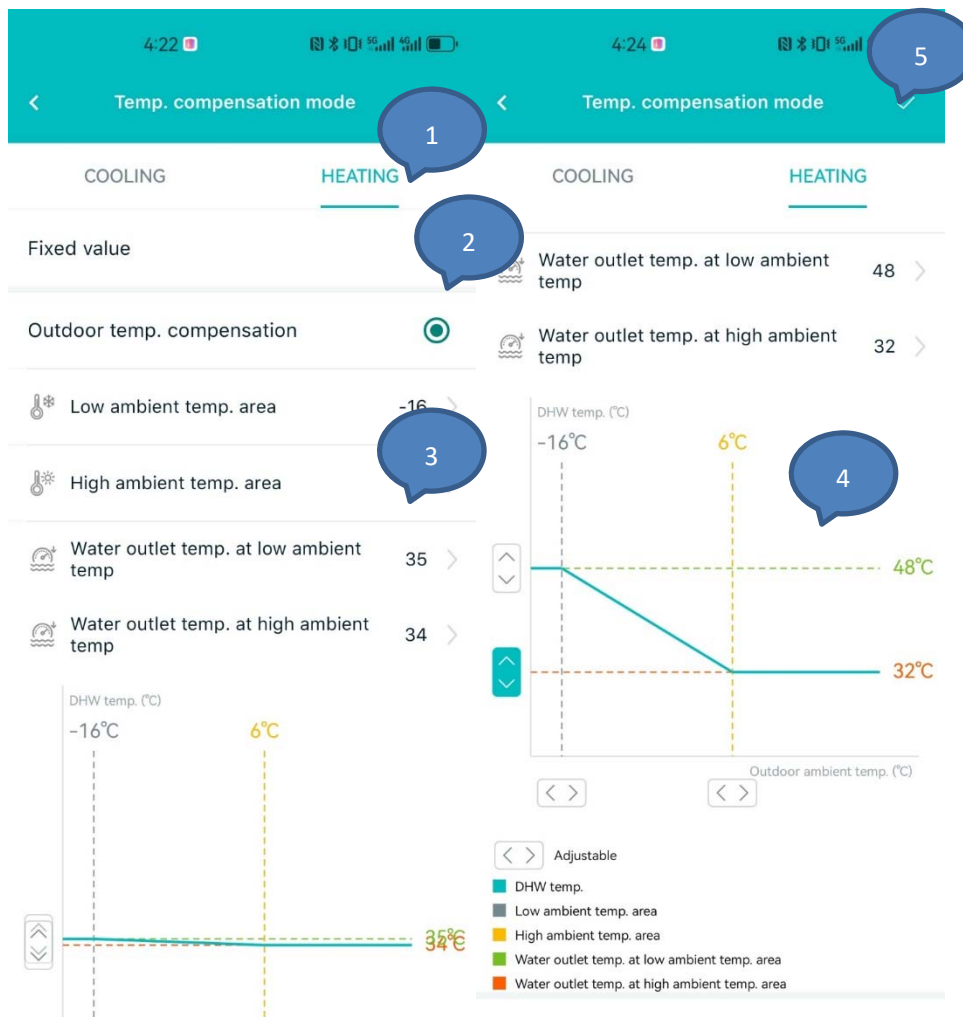 4:22
5G 4G
Temp. compensation mode
1
COOLING
HEATING
2
Fixed value
Outdoor temp. compensation
Low ambient temp. area
-16
3
High ambient temp. area
Water outlet temp. at low ambient
temp
35
Water outlet temp. at high ambient
temp
34
DHW temp. (°C)
-16°C
6°C
35°C
34°C
4:24
5G
5
Temp. compensation mode
COOLING
HEATING
Water outlet temp. at low ambient
temp
48
Water outlet temp. at high ambient
temp
32
DHW temp. (°C)
-16°C
6°C
4
48°C
32°C
Outdoor ambient temp. (°C)
Adjustable
DHW temp.
Low ambient temp. area
High ambient temp. area
Water outlet temp. at low ambient temp. area
Water outlet temp. at high ambient temp. area